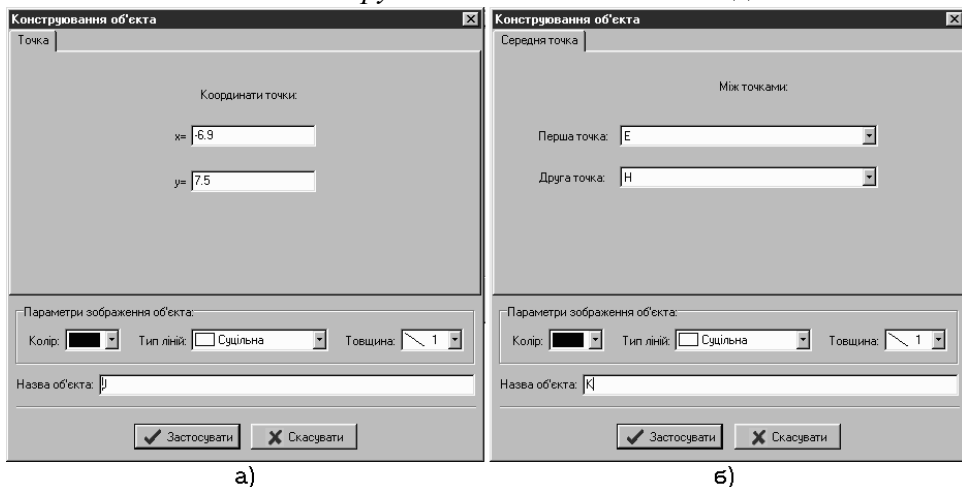 Конструювання об'єкта
Точка
Координати точки:
x= -6.9
y= 7.5
Параметри зображення об'єкта:
Колір: Тип ліній: Суцільна Товщина: 1
Назва об'єкта: J
Застосувати Скасувати
а)
Конструювання об'єкта
Середня точка
Між точками:
Перша точка: E
Друга точка: H
Параметри зображення об'єкта:
Колір: Тип ліній: Суцільна Товщина: 1
Назва об'єкта: K
Застосувати Скасувати
б)